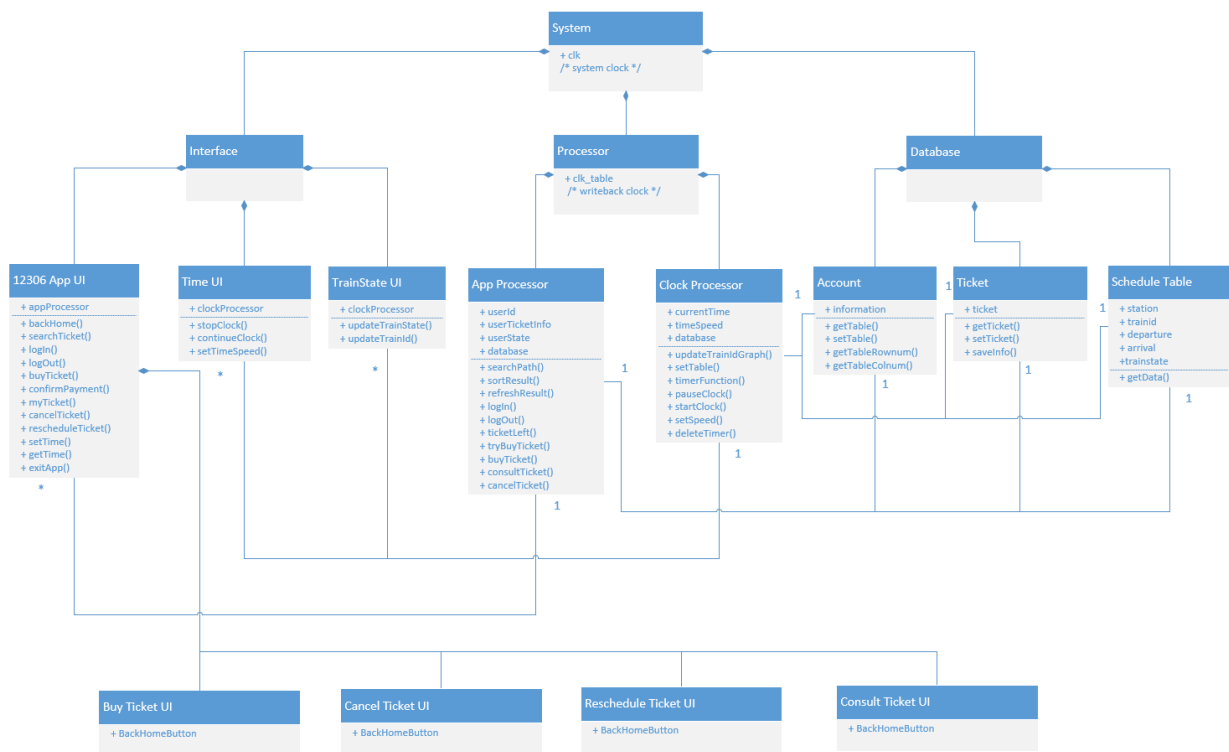 System
+ clk
/* system clock */
Interface
Processor
+ clk_table
/* writeback clock */
Database
12306 App UI
+ appProcessor
+ backHome()
+ searchTicket()
+ logIn()
+ logOut()
+ buyTicket()
+ confirmPayment()
+ myTicket()
+ cancelTicket()
+ rescheduleTicket()
+ setTime()
+ getTime()
+ exitApp()
*
Time UI
+ clockProcessor
+ stopClock()
+ continueClock()
+ setTimeSpeed()
*
TrainState UI
+ clockProcessor
+ updateTrainState()
+ updateTrainId()
*
App Processor
+ userId
+ userTicketInfo
+ userState
+ database
+ searchPath()
+ sortResult()
+ refreshResult()
+ logIn()
+ logOut()
+ ticketLeft()
+ tryBuyTicket()
+ buyTicket()
+ consultTicket()
+ cancelTicket()
1
1
Clock Processor
+ currentTime
+ timeSpeed
+ database
+ updateTrainIdGraph()
+ setTable()
+ timerFunction()
+ pauseClock()
+ startClock()
+ setSpeed()
+ deleteTimer()
1
1
Account
+ information
+ getTable()
+ setTable()
+ getTableRownum()
+ getTableColnum()
1
1
Ticket
+ ticket
+ getTicket()
+ setTicket()
+ saveInfo()
1
1
Schedule Table
+ station
+ trainid
+ departure
+ arrival
+trainstate
+ getData()
1
1
Buy Ticket UI
+ BackHomeButton
Cancel Ticket UI
+ BackHomeButton
Reschedule Ticket UI
+ BackHomeButton
Consult Ticket UI
+ BackHomeButton